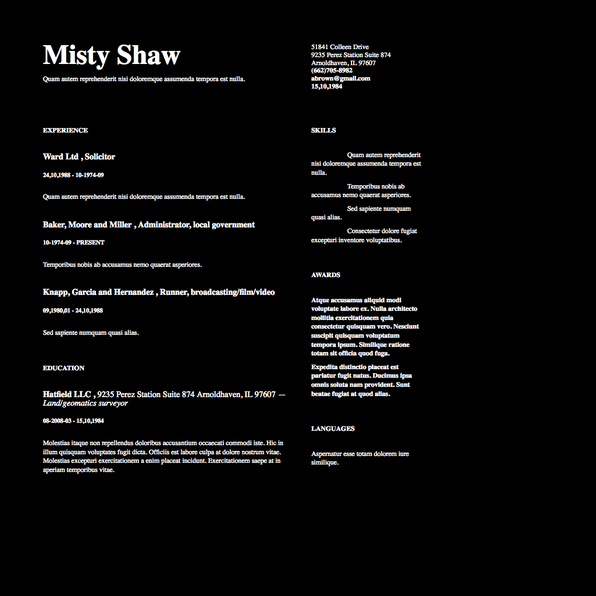 Misty Shaw
Quam autem reprehenderit nisi doloremque assumenda tempora est nulla.
51841 Colleen Drive
9235 Perez Station Suite 874
Arnoldhaven, IL 97607
(662)705-8982
abrown@gmail.com
15,10,1984
EXPERIENCE
Ward Ltd , Solicitor
24,10,1988 - 10-1974-09
Quam autem reprehenderit nisi doloremque assumenda tempora est nulla.
Baker, Moore and Miller , Administrator, local government
10-1974-09 - PRESENT
Temporibus nobis ab accusamus nemo quaerat asperiores.
Knapp, Garcia and Hernandez , Runner, broadcasting/film/video
09,1980,01 - 24,10,1988
Sed sapiente numquam quasi alias.
EDUCATION
Hatfield LLC , 9235 Perez Station Suite 874 Arnoldhaven, IL 97607 —
Land/geomatics surveyor
08-2008-03 - 15,10,1984
Molestias itaque non repellendus doloribus accusantium occaecati commodi iste. Hic in
illum quisquam voluptates fugit dicta. Officiis est labore culpa at dolore nostrum vitae.
Molestias excepturi exercitationem a enim placeat incidunt. Exercitationem saepe at in
aperiam temporibus vitae.
SKILLS
Quam autem reprehenderit
nisi doloremque assumenda tempora est
nulla.
Temporibus nobis ab
accusamus nemo quaerat asperiores.
Sed sapiente numquam
quasi alias.
Consectetur dolore fugiat
excepturi inventore voluptatibus.
AWARDS
Atque accusamus aliquid modi
voluptate labore ex. Nulla architecto
mollitia exercitationem quia
consectetur quisquam vero. Nesciunt
suscipit quisquam voluptatum
tempora ipsum. Similique ratione
totam sit officia quod fuga.
Expedita distinctio placeat est
pariatur fugit natus. Ducimus ipsa
omnis soluta nam provident. Sunt
beatae fugiat at quod alias.
LANGUAGES
Aspernatur esse totam dolorem iure
similique.